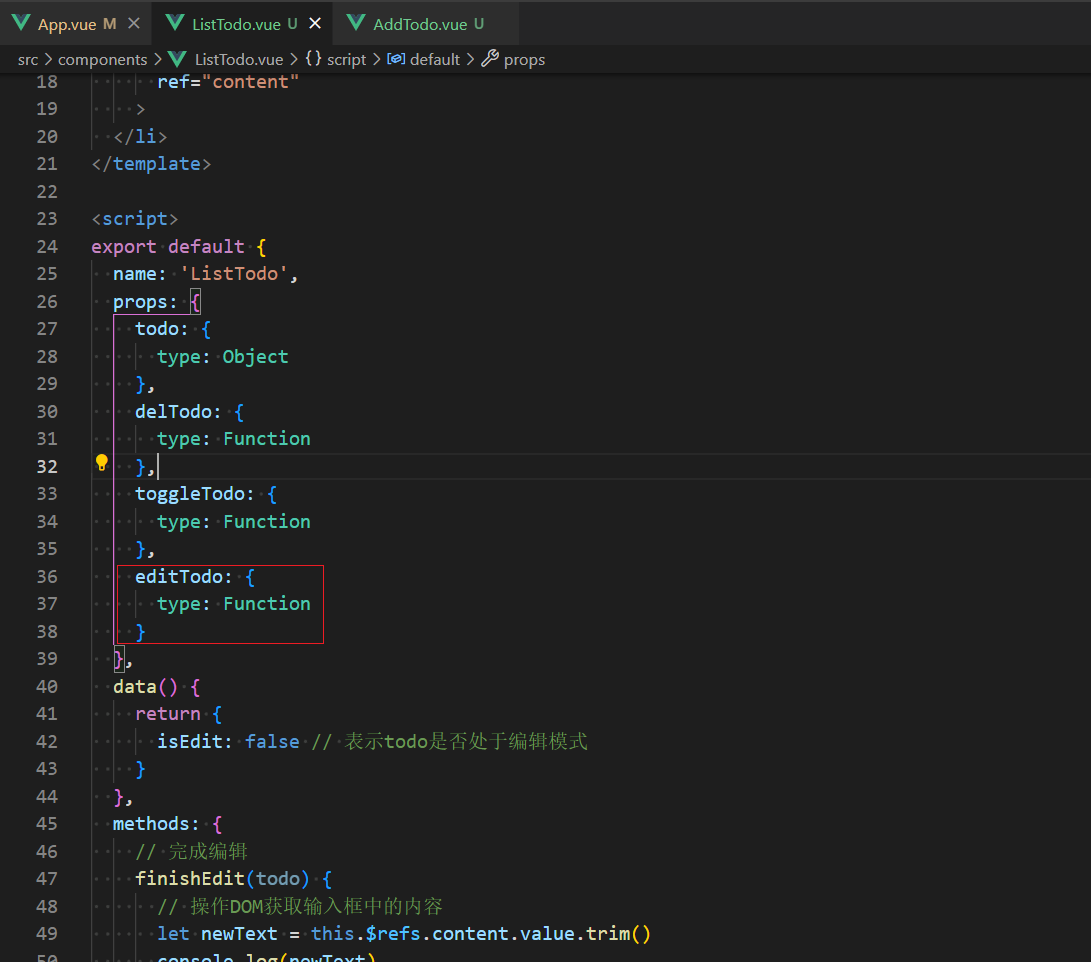 App.vue M ListTodo.vue U AddTodo.vue U
src > components > ListTodo.vue > {} script > default > props
18 ref="content"
19 >
20 </li>
21 </template>
22
23 <script>
24 export default {
25 name: 'ListTodo',
26 props: {
27 todo: {
28 type: Object
29 },
30 delTodo: {
31 type: Function
32 },
33 toggleTodo: {
34 type: Function
35 },
36 editTodo: {
37 type: Function
38 }
39 },
40 data() {
41 return {
42 isEdit: false // 表示todo是否处于编辑模式
43 }
44 },
45 methods: {
46 // 完成编辑
47 finishEdit(todo) {
48 // 操作DOM获取输入框中的内容
49 let newText = this.$refs.content.value.trim()
50 console.log(newText)